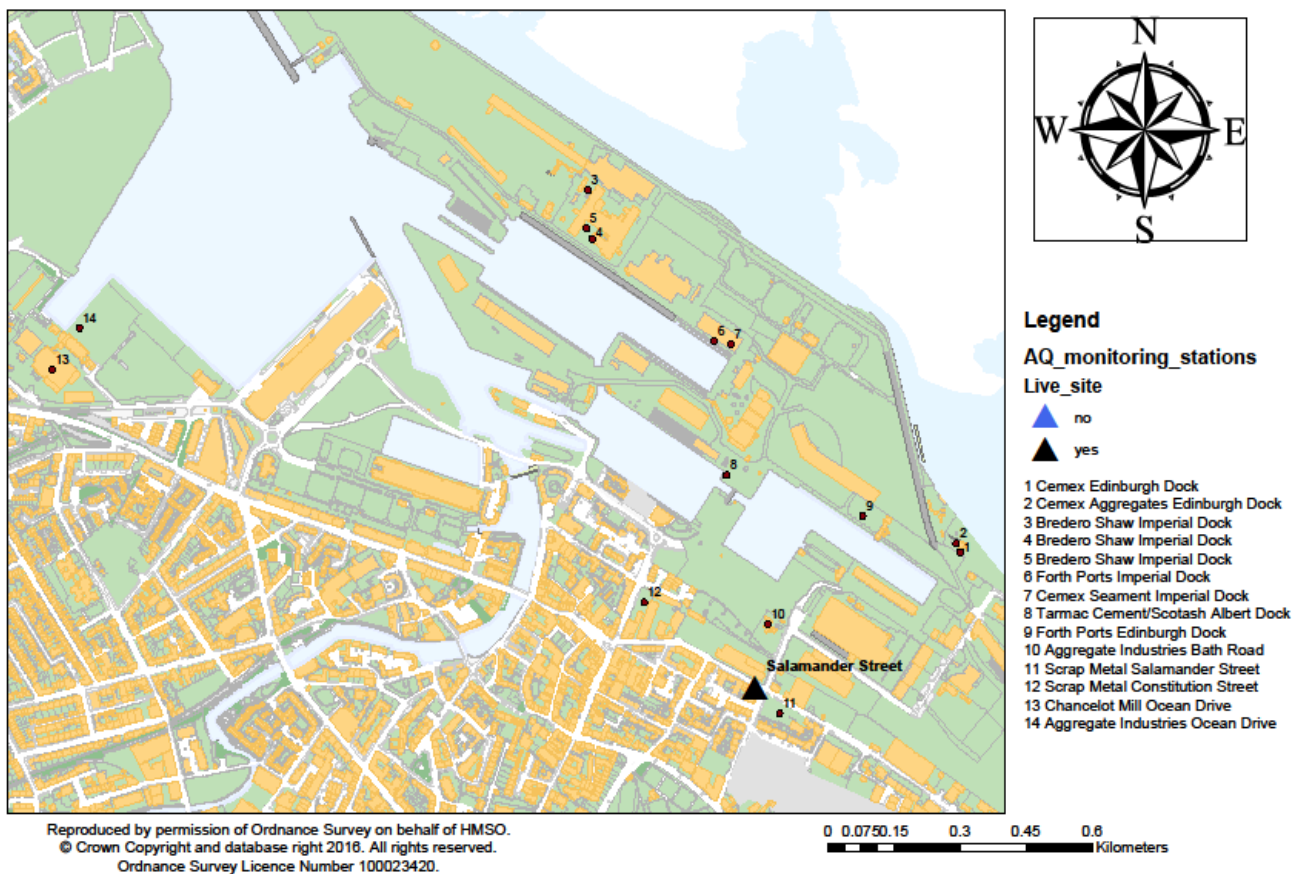 3
5
4
14
13
6 7
8
9
2
1
12
10
Salamander Street
11
N
W E
S
Legend
AQ_monitoring_stations
Live_site
no
yes
1 Cemex Edinburgh Dock
2 Cemex Aggregates Edinburgh Dock
3 Bredero Shaw Imperial Dock
4 Bredero Shaw Imperial Dock
5 Bredero Shaw Imperial Dock
6 Forth Ports Imperial Dock
7 Cemex Seament Imperial Dock
8 Tarmac Cement/Scotash Albert Dock
9 Forth Ports Edinburgh Dock
10 Aggregate Industries Bath Road
11 Scrap Metal Salamander Street
12 Scrap Metal Constitution Street
13 Chancelot Mill Ocean Drive
14 Aggregate Industries Ocean Drive
Reproduced by permission of Ordnance Survey on behalf of HMSO.
© Crown Copyright and database right 2016. All rights reserved.
Ordnance Survey Licence Number 100023420.
0 0.0750.15 0.3 0.45 0.6
Kilometers